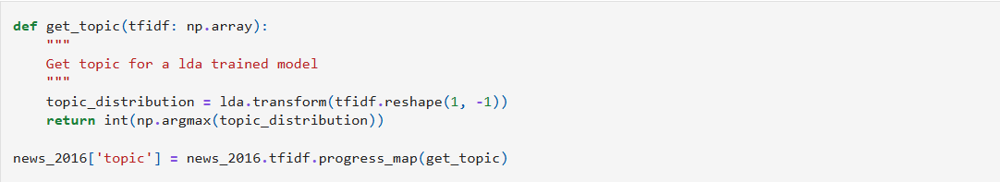 def get_topic(tfidf: np.array):
    """
    Get topic for a lda trained model
    """
    topic_distribution = lda.transform(tfidf.reshape(1, -1))
    return int(np.argmax(topic_distribution))
news_2016['topic'] = news_2016.tfidf.progress_map(get_topic)